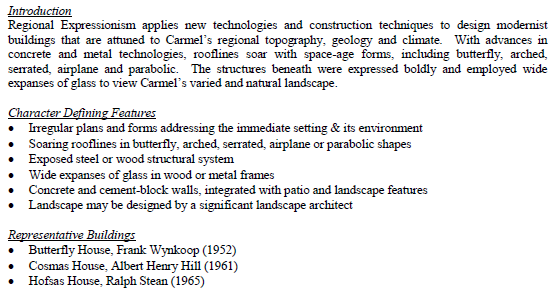 Introduction
Regional Expressionism applies new technologies and construction techniques to design modernist
buildings that are attuned to Carmel's regional topography, geology and climate. With advances in
concrete and metal technologies, rooflines soar with space-age forms, including butterfly, arched,
serrated, airplane and parabolic. The structures beneath were expressed boldly and employed wide
expanses of glass to view Carmel's varied and natural landscape.
Character Defining Features
• Irregular plans and forms addressing the immediate setting & its environment
• Soaring rooflines in butterfly, arched, serrated, airplane or parabolic shapes
• Exposed steel or wood structural system
• Wide expanses of glass in wood or metal frames
• Concrete and cement-block walls, integrated with patio and landscape features
• Landscape may be designed by a significant landscape architect
Representative Buildings
• Butterfly House, Frank Wynkoop (1952)
• Cosmas House, Albert Henry Hill (1961)
• Hofsas House, Ralph Stean (1965)